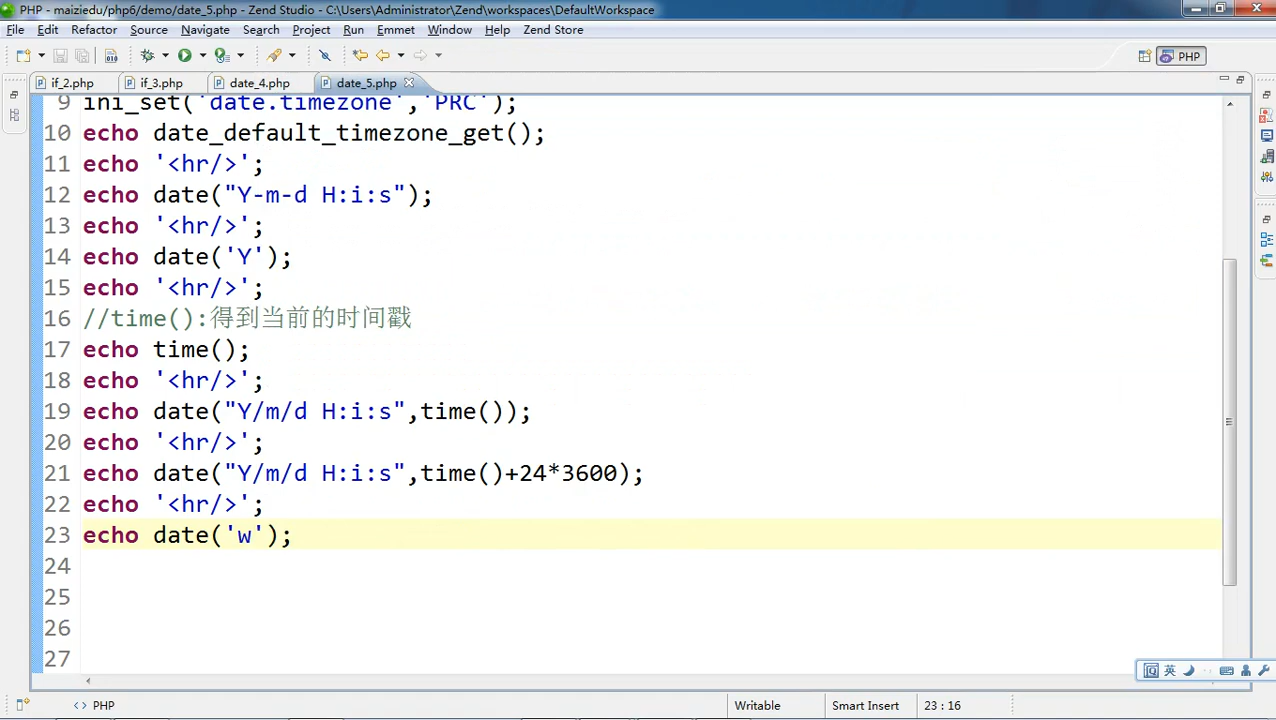 PHP - maiziedu/php6/demo/date_5.php - Zend Studio - C:\Users\Administrator\Zend\workspaces\DefaultWorkspace
File Edit Refactor Source Navigate Search Project Run Emmet Window Help Zend Store
PHP
if_2.php if_3.php date_4.php date_5.php
9 ini_set('date.timezone','PRC');
10 echo date_default_timezone_get();
11 echo '<hr/>';
12 echo date("Y-m-d H:i:s");
13 echo '<hr/>';
14 echo date('Y');
15 echo '<hr/>';
16 //time():得到当前的时间戳
17 echo time();
18 echo '<hr/>';
19 echo date("Y/m/d H:i:s",time());
20 echo '<hr/>';
21 echo date("Y/m/d H:i:s",time()+24*3600);
22 echo '<hr/>';
23 echo date('w');
24
25
26
27
英
<> PHP Writable Smart Insert 23 : 16